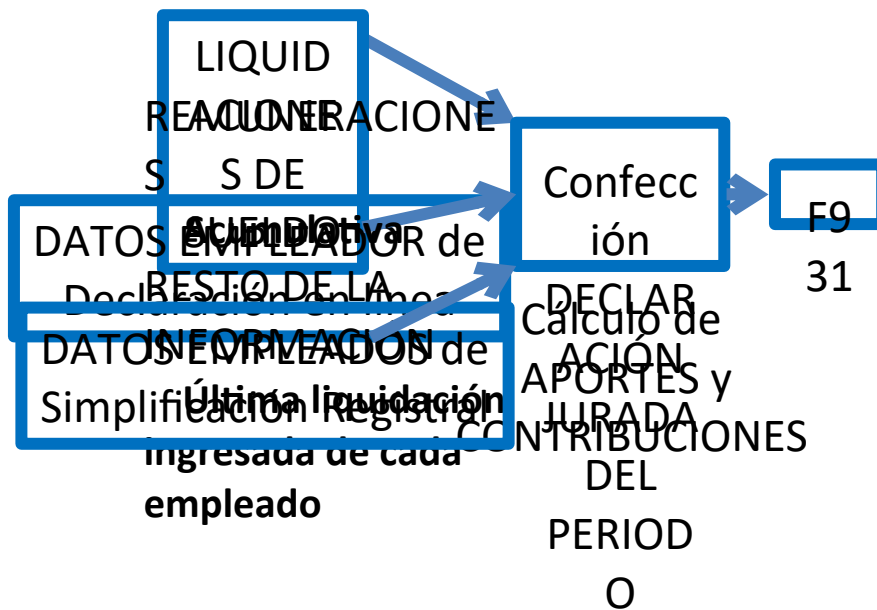 LIQUID
ACIONE
S DE
SUELDO
REMUNERACIONE
S
Acumulativa
RESTO DE LA
INFORMACION
Última liquidación
ingresada de cada
empleado
DATOS EMPLEADOR de
Declaración en línea
DATOS EMPLEADOS de
Simplificación Registral
Confecc
ión
DECLAR
ACIÓN
JURADA
DEL
PERIOD
O
Cálculo de
APORTES y
CONTRIBUCIONES
F9
31